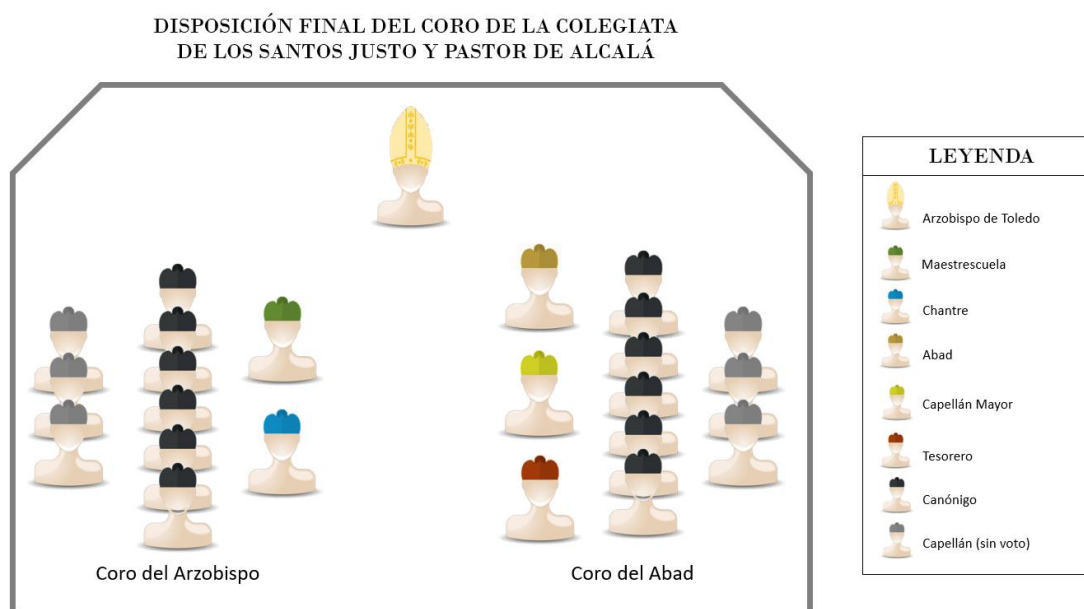 DISPOSICIÓN FINAL DEL CORO DE LA COLEGIATA
DE LOS SANTOS JUSTO Y PASTOR DE ALCALÁ
Coro del Arzobispo
Coro del Abad
LEYENDA
Arzobispo de Toledo
Maestrescuela
Chantre
Abad
Capellán Mayor
Tesorero
Canónigo
Capellán (sin voto)